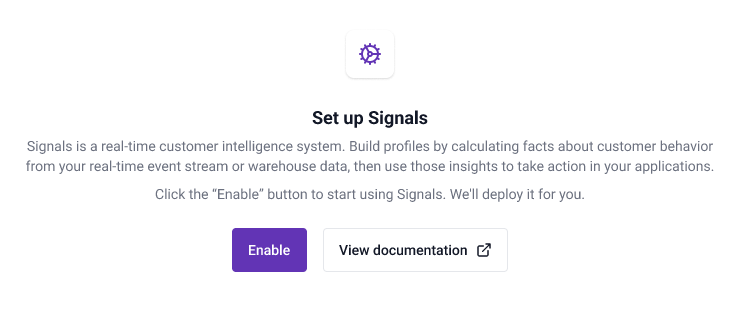 Set up Signals
Signals is a real-time customer intelligence system. Build profiles by calculating facts about customer behavior
from your real-time event stream or warehouse data, then use those insights to take action in your applications.
Click the “Enable” button to start using Signals. We'll deploy it for you.
Enable
View documentation